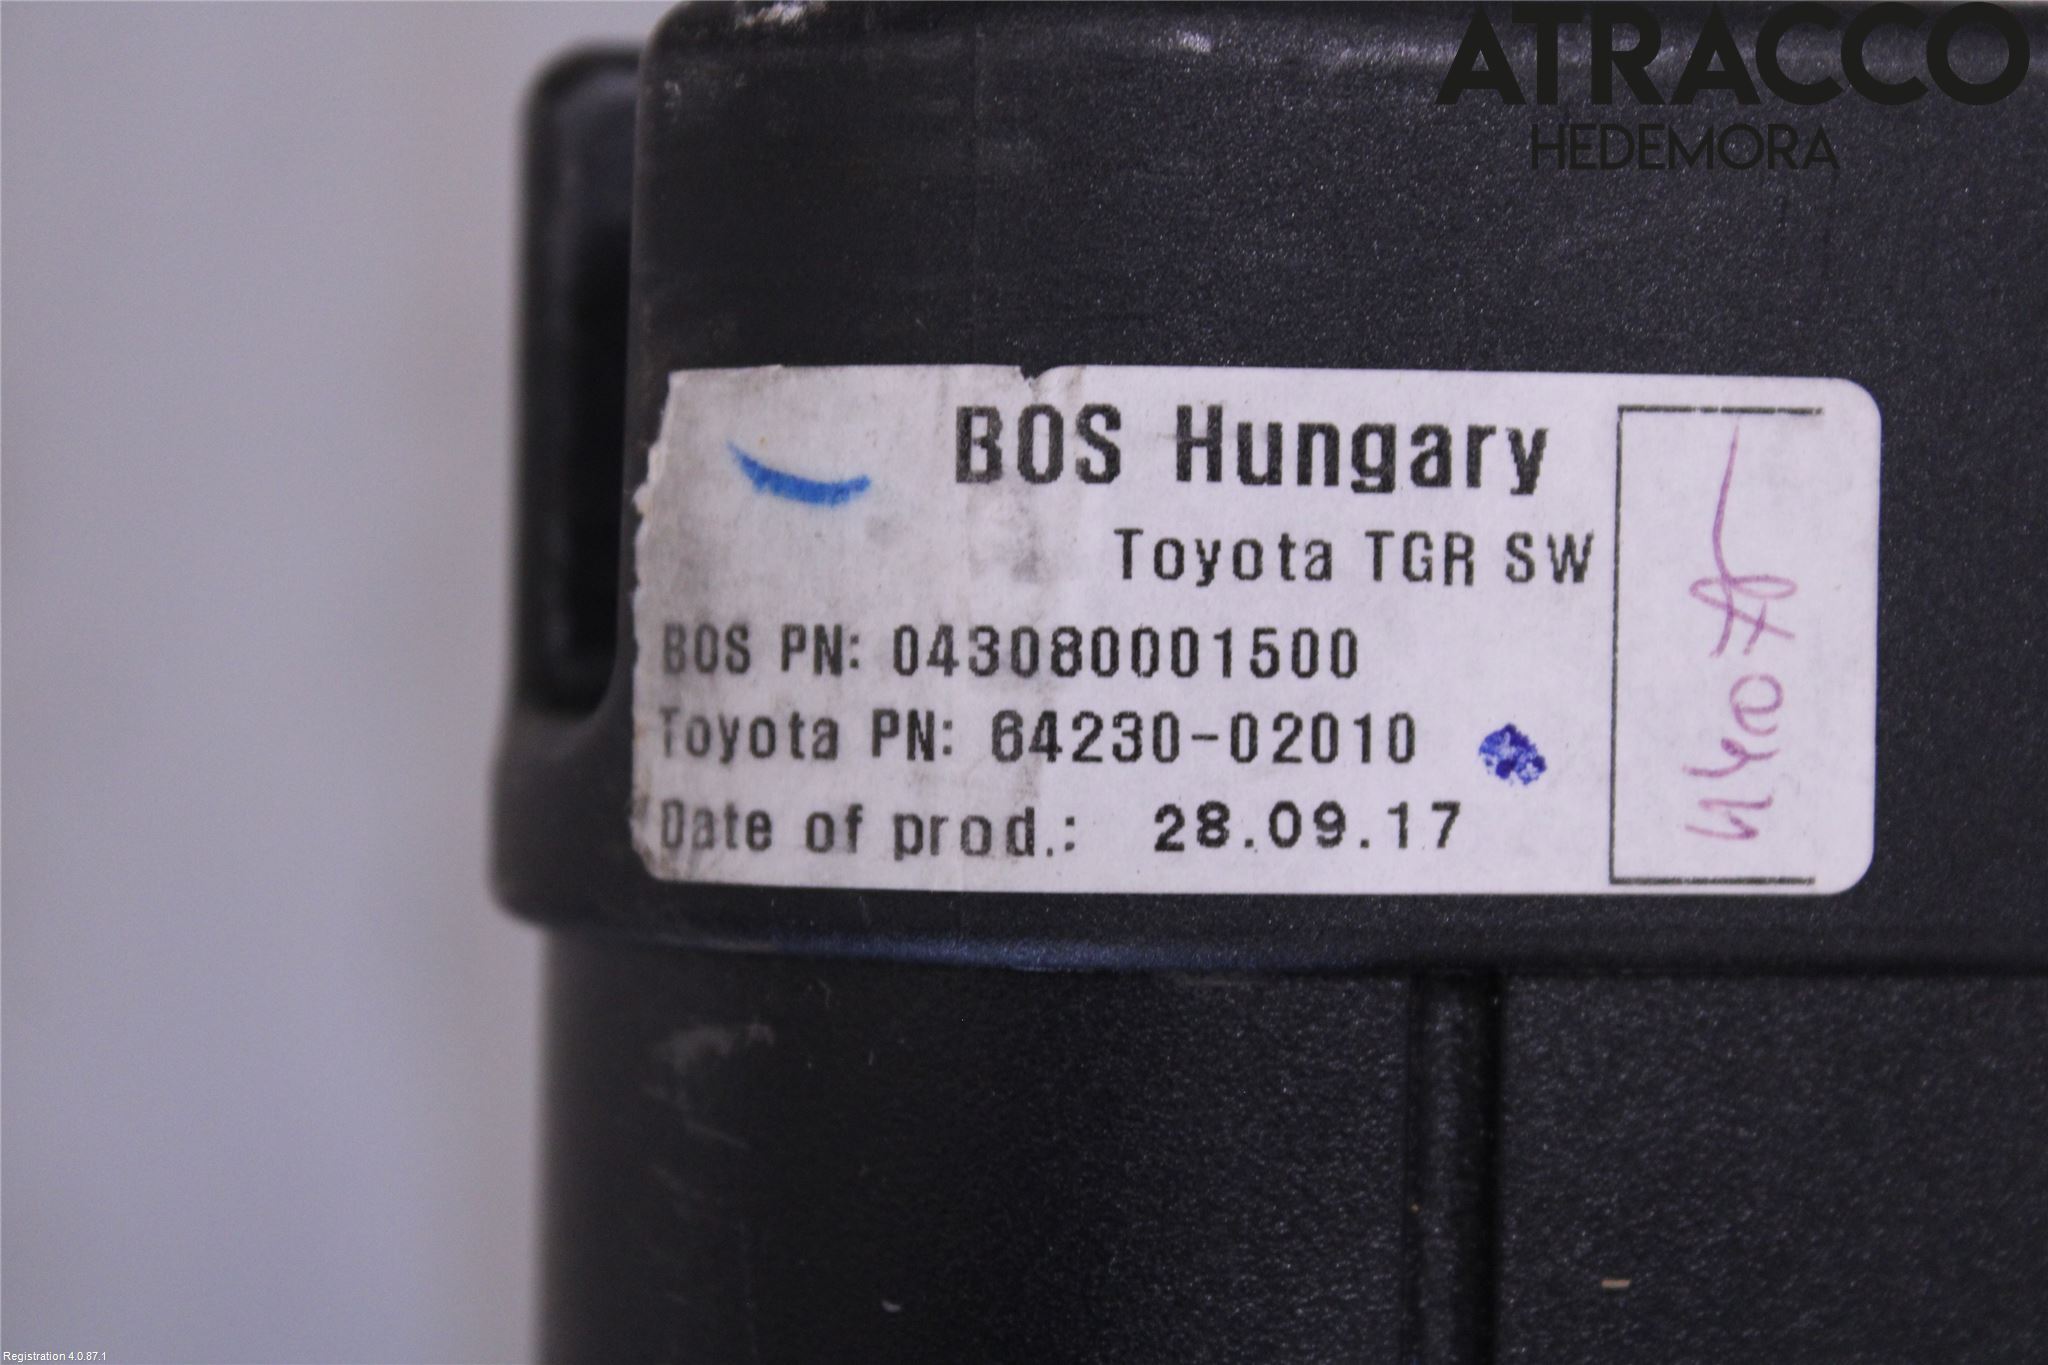 ATRACCO
HEDEMORA
BOS Hungary
Toyota TGR SW
BOS PN: 043080001500
Toyota PN: 64230-02010
Date of prod.: 28.09.17
Registration 4.0.87.1